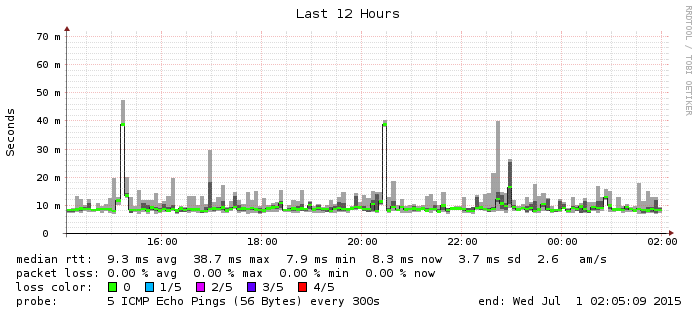 Last 12 Hours
RRDTOOL / TOBI OETIKER
Seconds
70 m
60 m
50 m
40 m
30 m
20 m
10 m
0
16:00 18:00 20:00 22:00 00:00 02:00
median rtt: 9.3 ms avg 38.7 ms max 7.9 ms min 8.3 ms now 3.7 ms sd 2.6 am/s
packet loss: 0.00 % avg 0.00 % max 0.00 % min 0.00 % now
loss color: 0 1/5 2/5 3/5 4/5
probe: 5 ICMP Echo Pings (56 Bytes) every 300s end: Wed Jul 1 02:05:09 2015